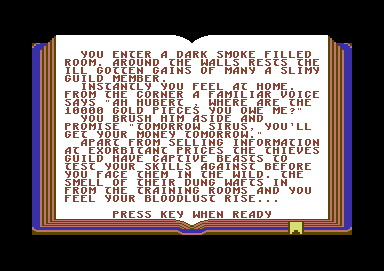 YOU ENTER A DARK SMOKE FILLED
ROOM. AROUND THE WALLS RESTS THE
ILL GOTTEN GAINS OF MANY A SLIMY
GUILD MEMBER.
INSTANTLY YOU FEEL AT HOME.
FROM THE CORNER A FAMILIAR VOICE
SAYS "AH HUBERT , WHERE ARE THE
10000 GOLD PIECES YOU OWE ME?"
YOU BRUSH HIM ASIDE AND
PROMISE "TOMORROW SIRUS, YOU'LL
GET YOUR MONEY TOMORROW."
APART FROM SELLING INFORMATION
AT EXORBITANT PRICES THE THIEVES
GUILD HAVE CAPTIVE BEASTS TO
TEST YOUR SKILLS AGAINST BEFORE
YOU FACE THEM IN THE WILD. THE
SMELL OF THEIR DUNG WAFTS IN
FROM THE TRAINING ROOMS AND YOU
FEEL YOUR BLOODLUST RISE...
PRESS KEY WHEN READY